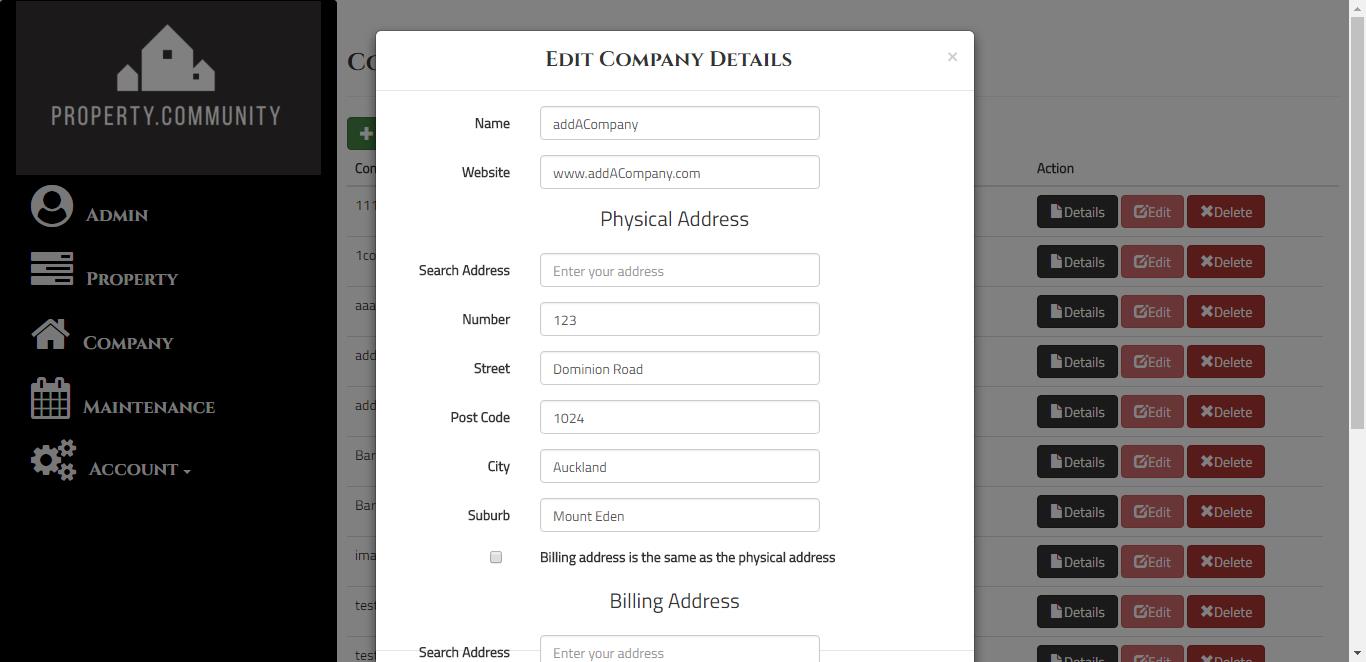 PROPERTY.COMMUNITY
Admin
Property
Company
Maintenance
Account
Edit Company Details
×
Name
addACompany
Website
www.addACompany.com
Physical Address
Search Address
Enter your address
Number
123
Street
Dominion Road
Post Code
1024
City
Auckland
Suburb
Mount Eden
Billing address is the same as the physical address
Billing Address
Search Address
Enter your address
Action
111
Details Edit Delete
1co
Details Edit Delete
aaa
Details Edit Delete
add
Details Edit Delete
add
Details Edit Delete
Bar
Details Edit Delete
Bar
Details Edit Delete
ima
Details Edit Delete
test
Details Edit Delete
test
Details Edit Delete